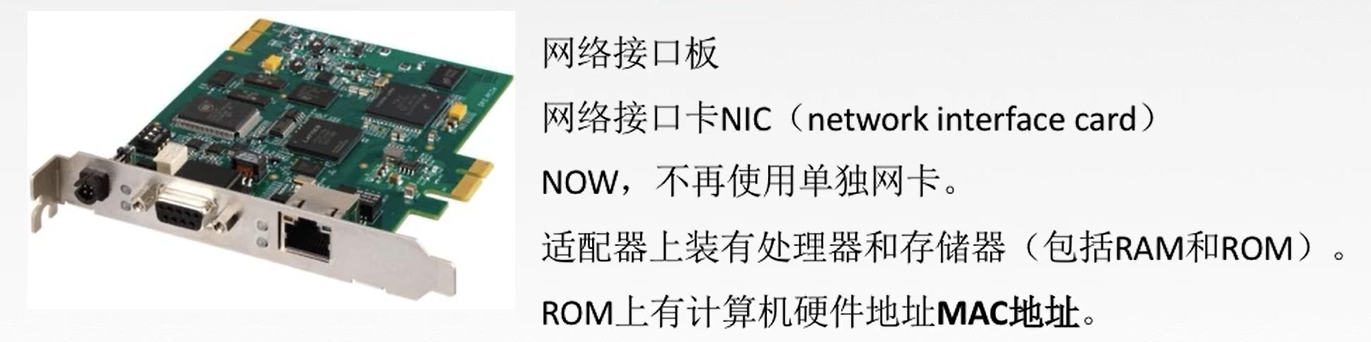 网络接口板
网络接口卡NIC（network interface card）
NOW，不再使用单独网卡。
适配器上装有处理器和存储器（包括RAM和ROM）。
ROM上有计算机硬件地址MAC地址。